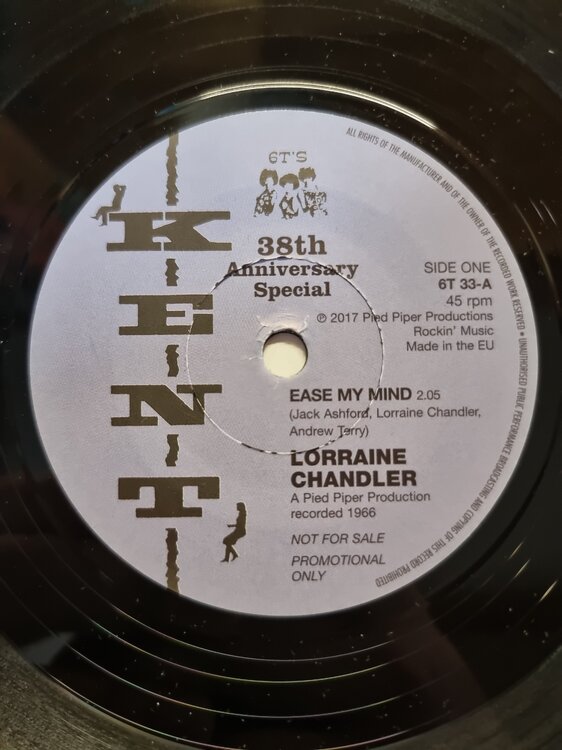 6T'S
38th
Anniversary
Special
KENT
SIDE ONE
6T 33-A
45 rpm
℗ 2017 Pied Piper Productions
Rockin' Music
Made in the EU
EASE MY MIND 2.05
(Jack Ashford, Lorraine Chandler,
Andrew Terry)
LORRAINE
CHANDLER
A Pied Piper Production
recorded 1966
NOT FOR SALE
PROMOTIONAL
ONLY
ALL RIGHTS OF THE MANUFACTURER AND OF THE OWNER OF THE RECORDED WORK RESERVED • UNAUTHORISED PUBLIC PERFORMANCE BROADCASTING AND COPYING OF THIS RECORD PROHIBITED